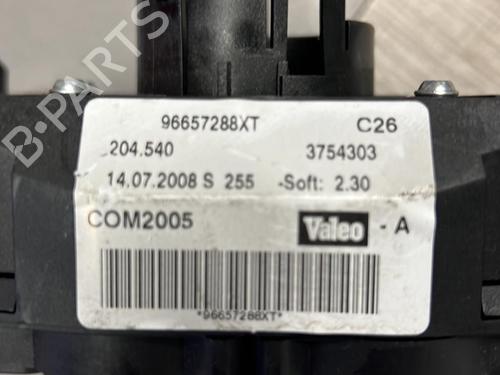 96657288XT C26
204.540 3754303
14.07.2008 S 255 -Soft: 2.30
COM2005 Valeo - A
*96657288XT*
B-PARTS